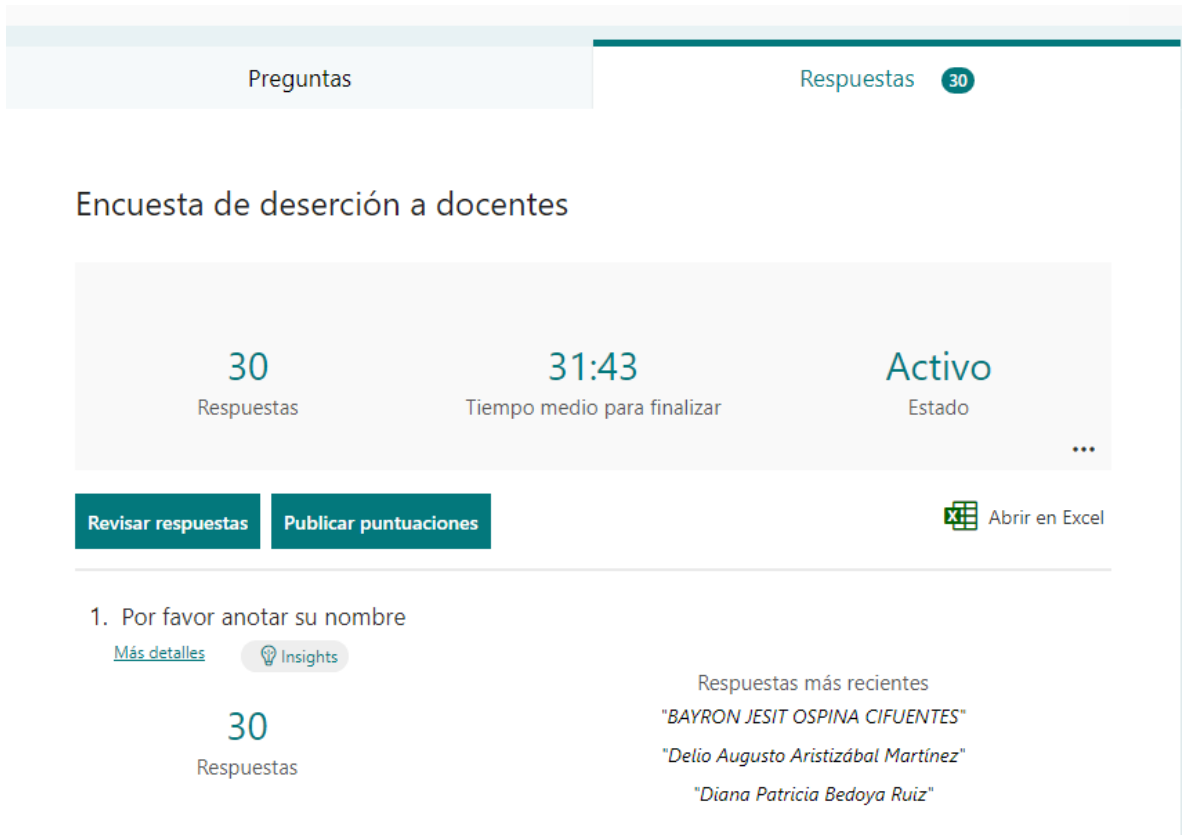 Preguntas
Respuestas 30
Encuesta de deserción a docentes
30 31:43 Activo
Respuestas Tiempo medio para finalizar Estado
Revisar respuestas Publicar puntuaciones Abrir en Excel
1. Por favor anotar su nombre
Más detalles Insights
Respuestas más recientes
30
Respuestas
"BAYRON JESIT OSPINA CIFUENTES"
"Delio Augusto Aristizábal Martínez"
"Diana Patricia Bedoya Ruiz"